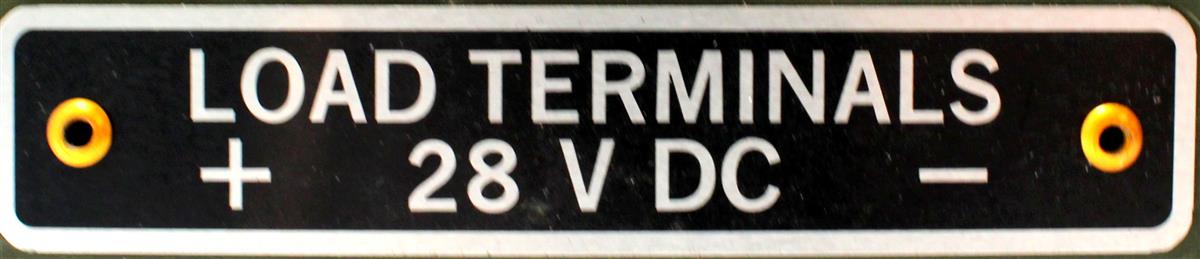 LOAD TERMINALS
+ 28 V DC −